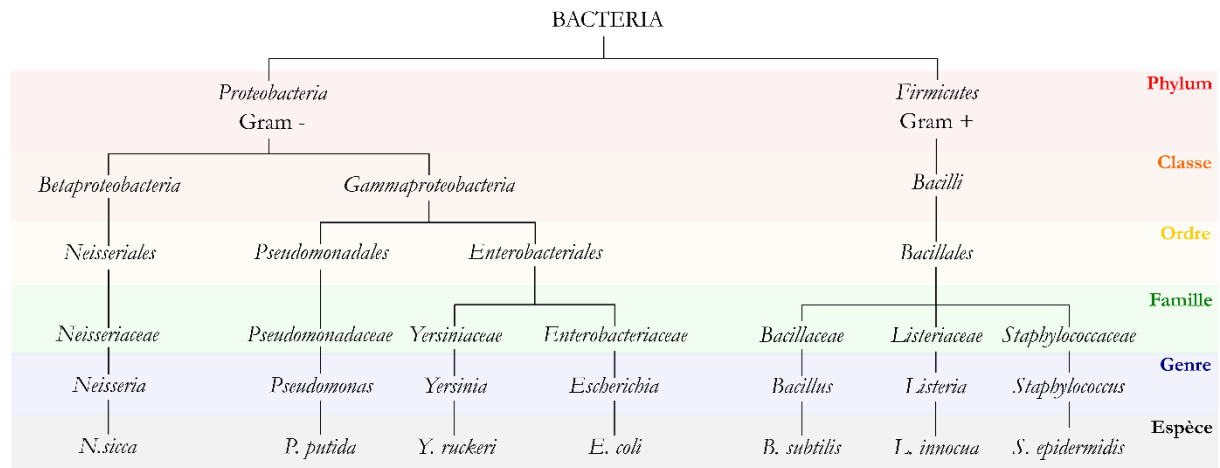 BACTERIA
Proteobacteria Firmicutes Phylum
Gram - Gram +
Classe
Betaproteobacteria Gammaproteobacteria Bacilli
Ordre
Neisseriales Pseudomonadales Enterobacteriales Bacillales
Famille
Neisseriaceae Pseudomonadaceae Yersiniaceae Enterobacteriaceae Bacillaceae Listeriaceae Staphylococcaceae
Genre
Neisseria Pseudomonas Yersinia Escherichia Bacillus Listeria Staphylococcus
Espèce
N.sicca P. putida Y. ruckeri E. coli B. subtilis L. innocua S. epidermidis